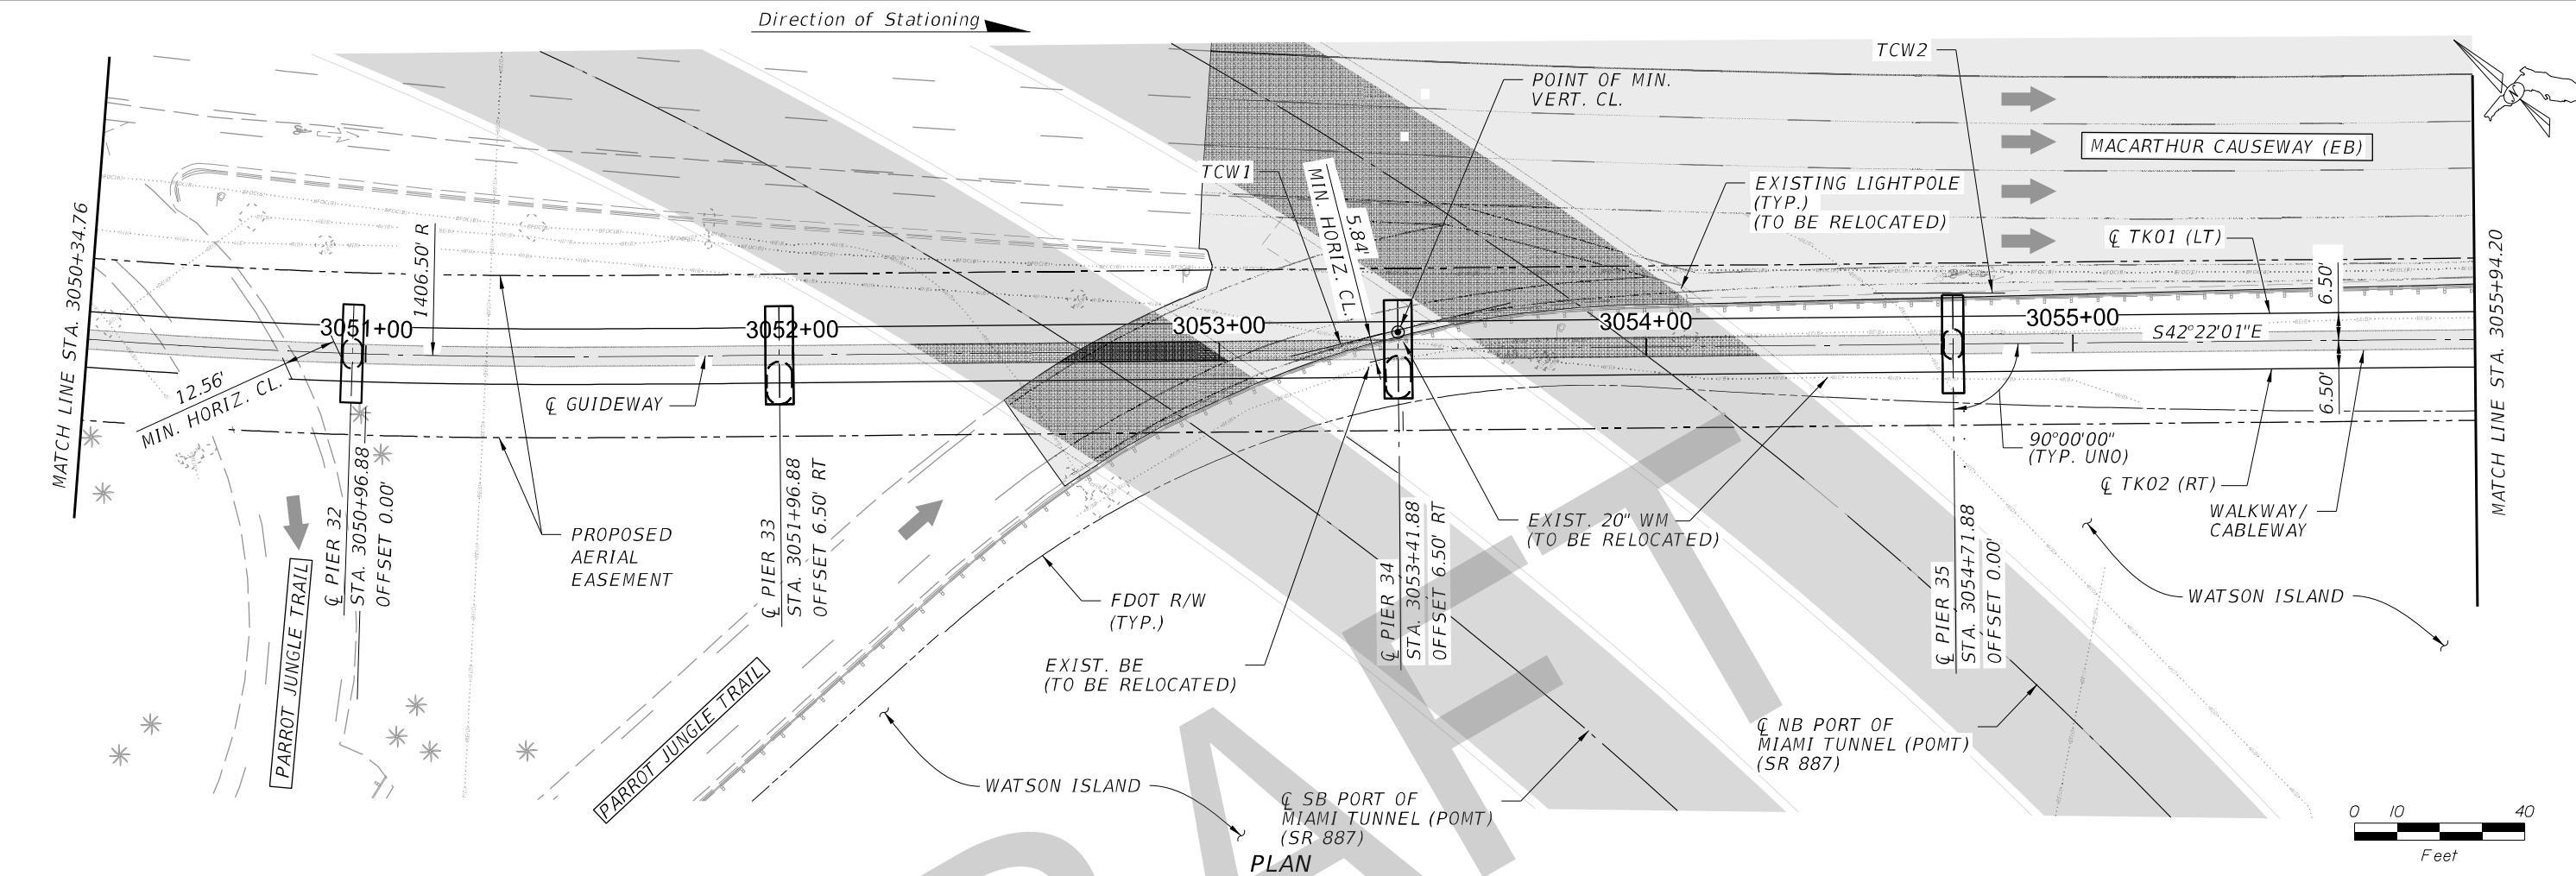 Direction of Stationing
TCW2
POINT OF MIN.
VERT. CL.
MACARTHUR CAUSEWAY (EB)
TCW1
MIN. HORIZ. CL.
5.84'
EXISTING LIGHTPOLE
(TYP.)
(TO BE RELOCATED)
℄ TK01 (LT)
MATCH LINE STA. 3050+34.76
1406.50' R
3051+00
3052+00
3053+00
3054+00
3055+00
S42°22'01"E
6.50'
6.50'
MATCH LINE STA. 3055+94.20
12.56'
MIN. HORIZ. CL.
℄ GUIDEWAY
90°00'00"
(TYP. UNO)
℄ TK02 (RT)
WALKWAY/
CABLEWAY
℄ PIER 32
STA. 3050+96.88
OFFSET 0.00'
PROPOSED
AERIAL
EASEMENT
℄ PIER 33
STA. 3051+96.88
OFFSET 6.50' RT
℄ PIER 34
STA. 3053+41.88
OFFSET 6.50' RT
EXIST. 20" WM
(TO BE RELOCATED)
℄ PIER 35
STA. 3054+71.88
OFFSET 0.00'
WATSON ISLAND
FDOT R/W
(TYP.)
EXIST. BE
(TO BE RELOCATED)
PARROT JUNGLE TRAIL
PARROT JUNGLE TRAIL
WATSON ISLAND
℄ SB PORT OF
MIAMI TUNNEL (POMT)
(SR 887)
℄ NB PORT OF
MIAMI TUNNEL (POMT)
(SR 887)
N
0 10 40
Feet
PLAN